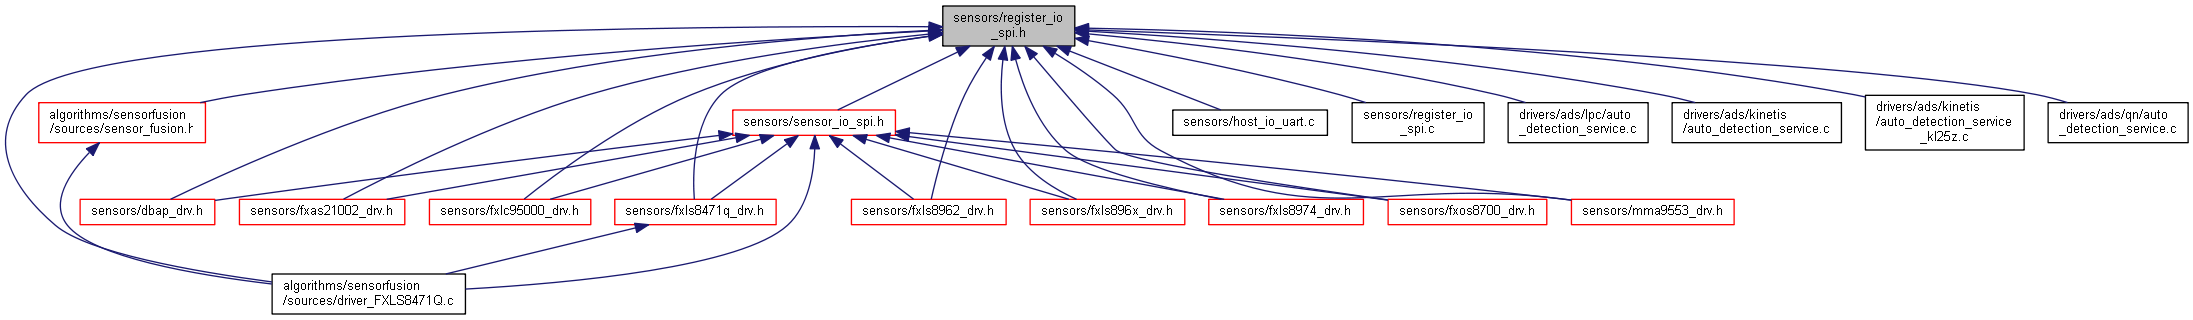 sensors/register_io
_spi.h
algorithms/sensorfusion
/sources/sensor_fusion.h
sensors/sensor_io_spi.h
sensors/host_io_uart.c
sensors/register_io
_spi.c
drivers/ads/lpc/auto
_detection_service.c
drivers/ads/kinetis
/auto_detection_service.c
drivers/ads/kinetis
/auto_detection_service
_kl25z.c
drivers/ads/qn/auto
_detection_service.c
sensors/dbap_drv.h
sensors/fxas21002_drv.h
sensors/fxlc95000_drv.h
sensors/fxls8471q_drv.h
sensors/fxls8962_drv.h
sensors/fxls896x_drv.h
sensors/fxls8974_drv.h
sensors/fxos8700_drv.h
sensors/mma9553_drv.h
algorithms/sensorfusion
/sources/driver_FXLS8471Q.c